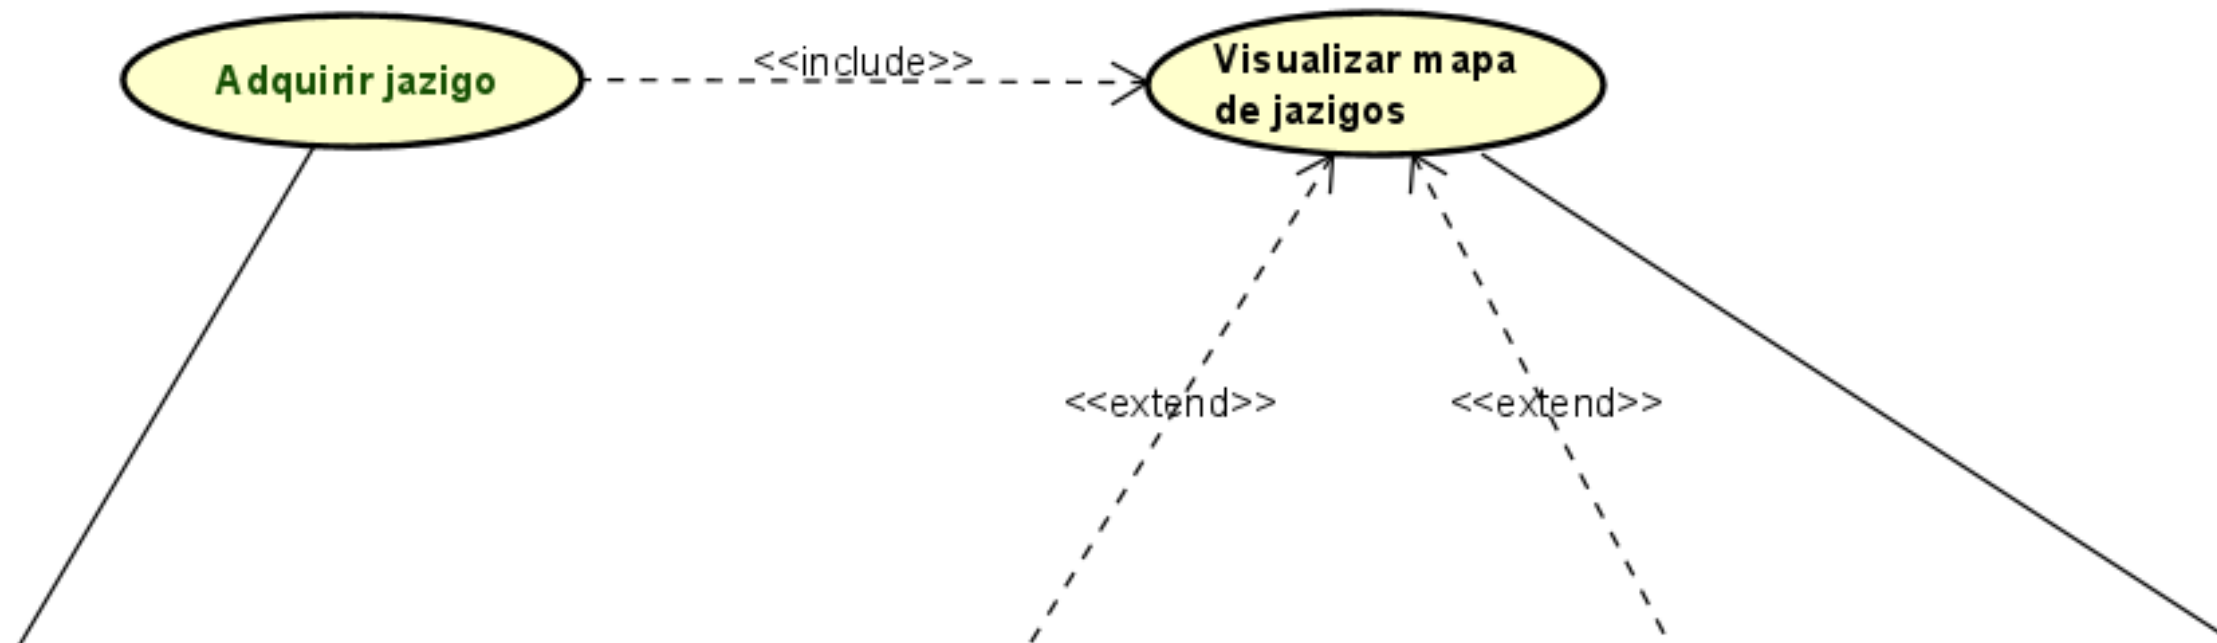 Adquirir jazigo
<<include>>
Visualizar mapa
de jazigos
<<extend>>
<<extend>>